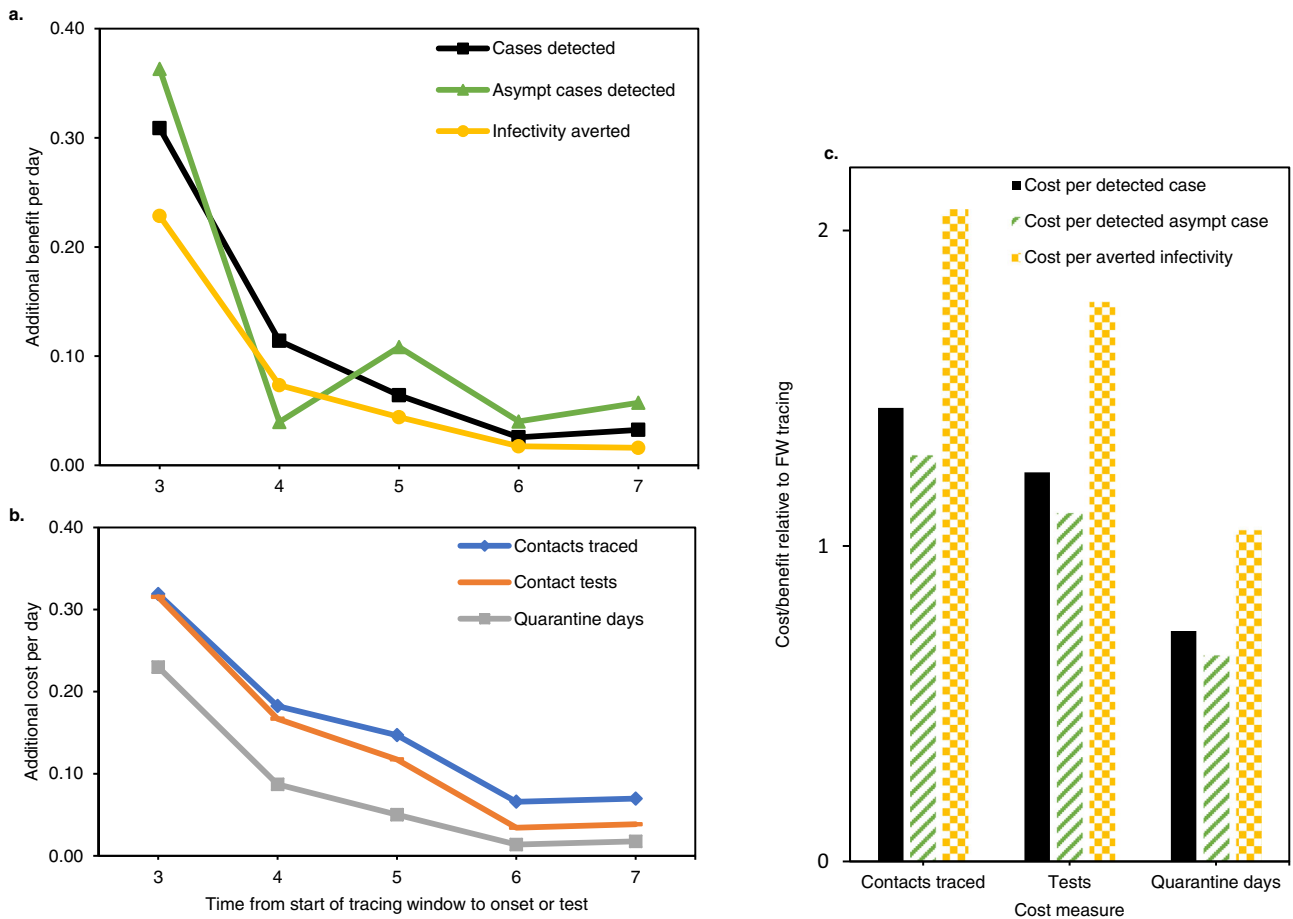 a.
0.40
0.30
0.20
0.10
0.00
Additional benefit per day
Cases detected
Asympt cases detected
Infectivity averted
3 4 5 6 7
b.
0.40
0.30
0.20
0.10
0.00
Additional cost per day
Contacts traced
Contact tests
Quarantine days
3 4 5 6 7
Time from start of tracing window to onset or test
c.
2
1
0
Cost/benefit relative to FW tracing
Cost per detected case
Cost per detected asympt case
Cost per averted infectivity
Contacts traced Tests Quarantine days
Cost measure